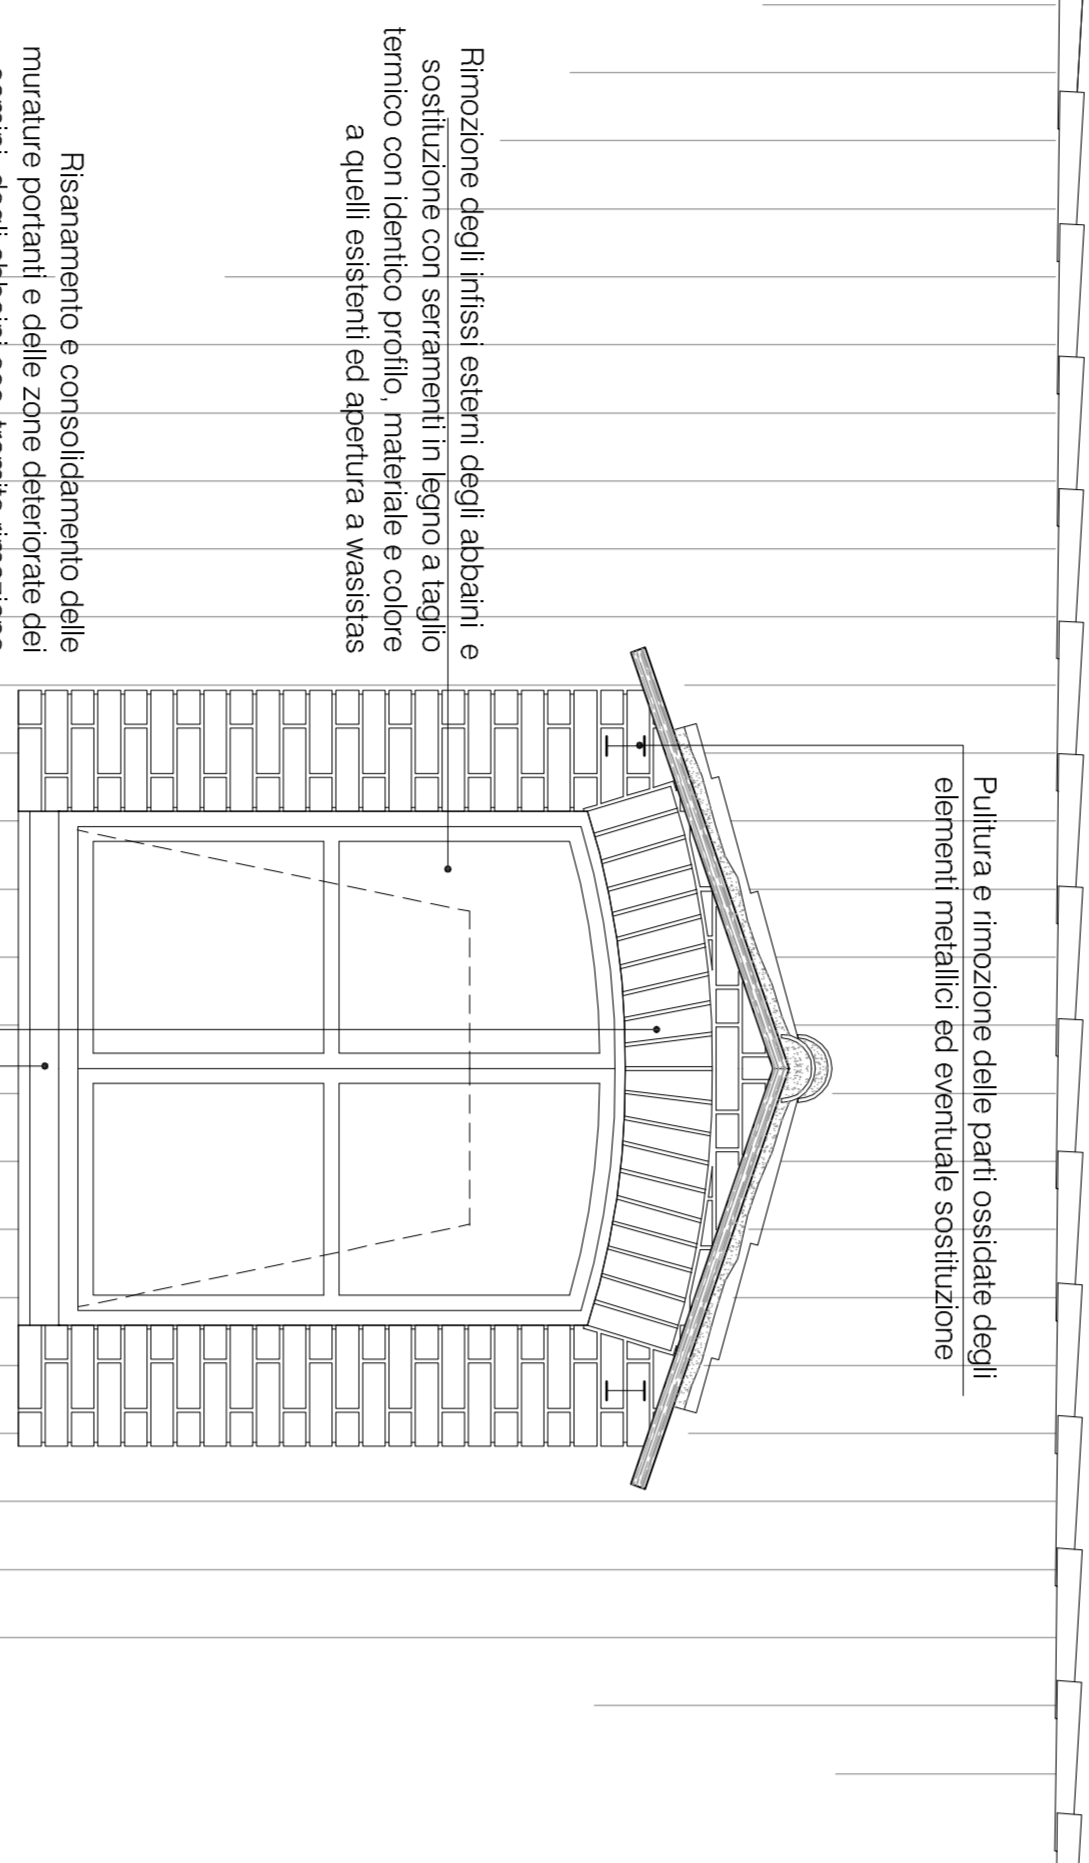 Pulitura e rimozione delle parti ossidate degli
elementi metallici ed eventuale sostituzione
Rimozione degli infissi esterni degli abbaini e
sostituzione con serramenti in legno a taglio
termico con identico profilo, materiale e colore
a quelli esistenti ed apertura a wasistas
Risanamento e consolidamento delle
murature portanti e delle zone deteriorate dei